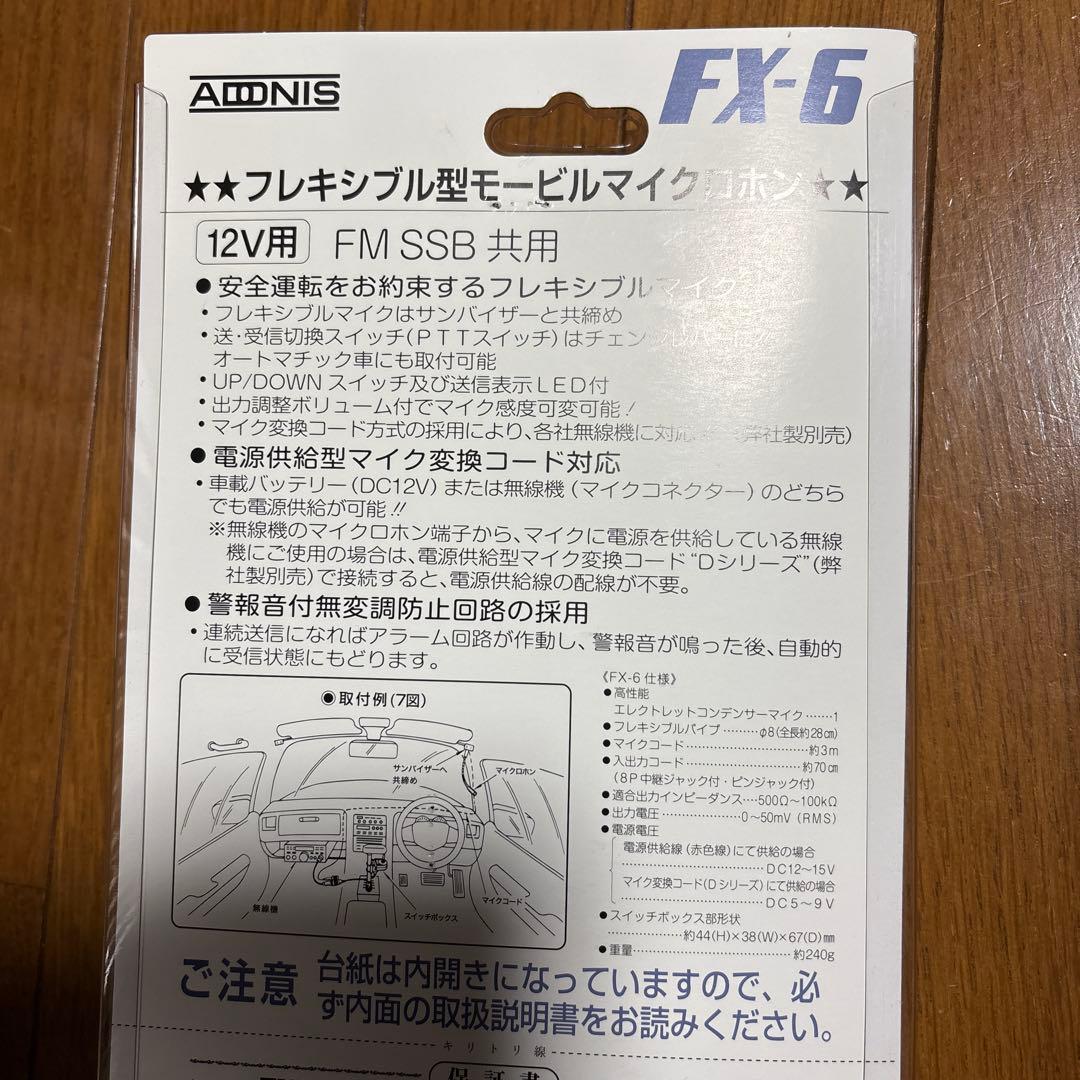 ADONIS
FX-6
★★フレキシブル型モービルマイクロホン★★
12V用 FM SSB 共用
●安全運転をお約束するフレキシブルマイク
・フレキシブルマイクはサンバイザーと共締め
・送・受信切換スイッチ(PTTスイッチ)はチェン
オートマチック車にも取付可能
・UP/DOWN スイッチ及び送信表示LED付
・出力調整ボリューム付でマイク感度可変可能!
・マイク変換コード方式の採用により、各社無線機に対応 弊社製別売)
●電源供給型マイク変換コード対応
・車載バッテリー(DC12V)または無線機(マイクコネクター)のどちら
でも電源供給が可能!!
※無線機のマイクロホン端子から、マイクに電源を供給している無線
機にご使用の場合は、電源供給型マイク変換コード“Dシリーズ”(弊
社製別売)で接続すると、電源供給線の配線が不要。
●警報音付無変調防止回路の採用
・連続送信になればアラーム回路が作動し、警報音が鳴った後、自動的
に受信状態にもどります。
◉取付例(7図)
サンバイザーへ
共締め
マイクロホン
無線機
スイッチボックス
マイクコード
《FX-6仕様》
●高性能
エレクトレットコンデンサーマイク……1
●フレキシブルパイプ………φ8(全長約28㎝)
●マイクコード……………………約3m
●入出力コード……………………約70㎝
(8P中継ジャック付・ピンジャック付)
●適合出力インピーダンス…500Ω〜100kΩ
●出力電圧…………………0〜50mV(RMS)
●電源電圧
電源供給線(赤色線)にて供給の場合
……………………………DC12〜15V
マイク変換コード(Dシリーズ)にて供給の場合
……………………………DC5〜9V
●スイッチボックス部形状
……………約44(H)×38(W)×67(D)㎜
●重量……………………………約240g
ご注意 台紙は内開きになっていますので、必
ず内面の取扱説明書をお読みください。
キリトリ線
保証書